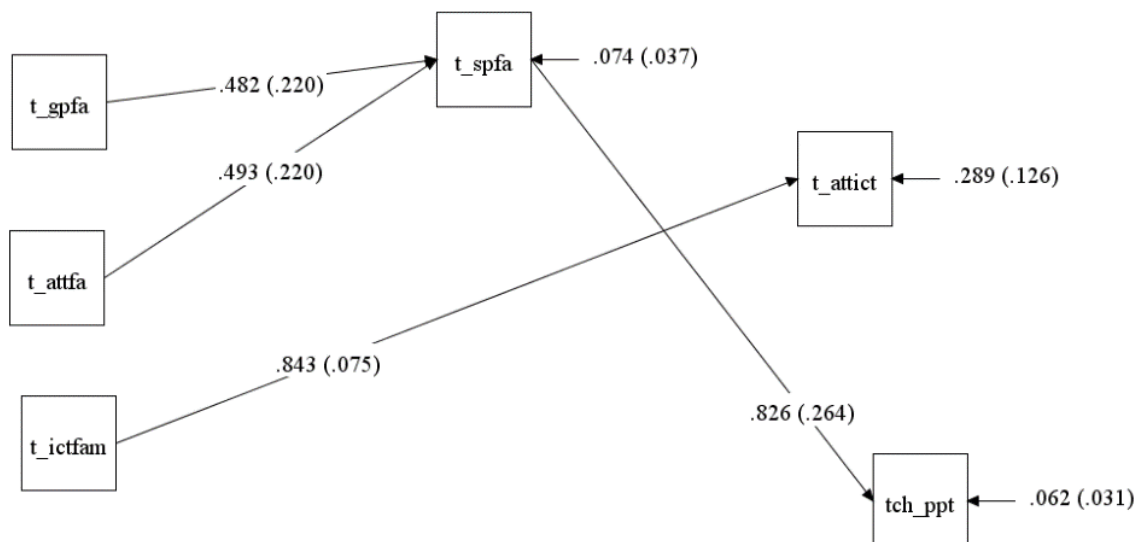 t_spfa
.074 (.037)
t_gpfa
.482 (.220)
.493 (.220)
t_attict
.289 (.126)
t_attfa
.843 (.075)
.826 (.264)
t_ictfam
tch_ppt
.062 (.031)